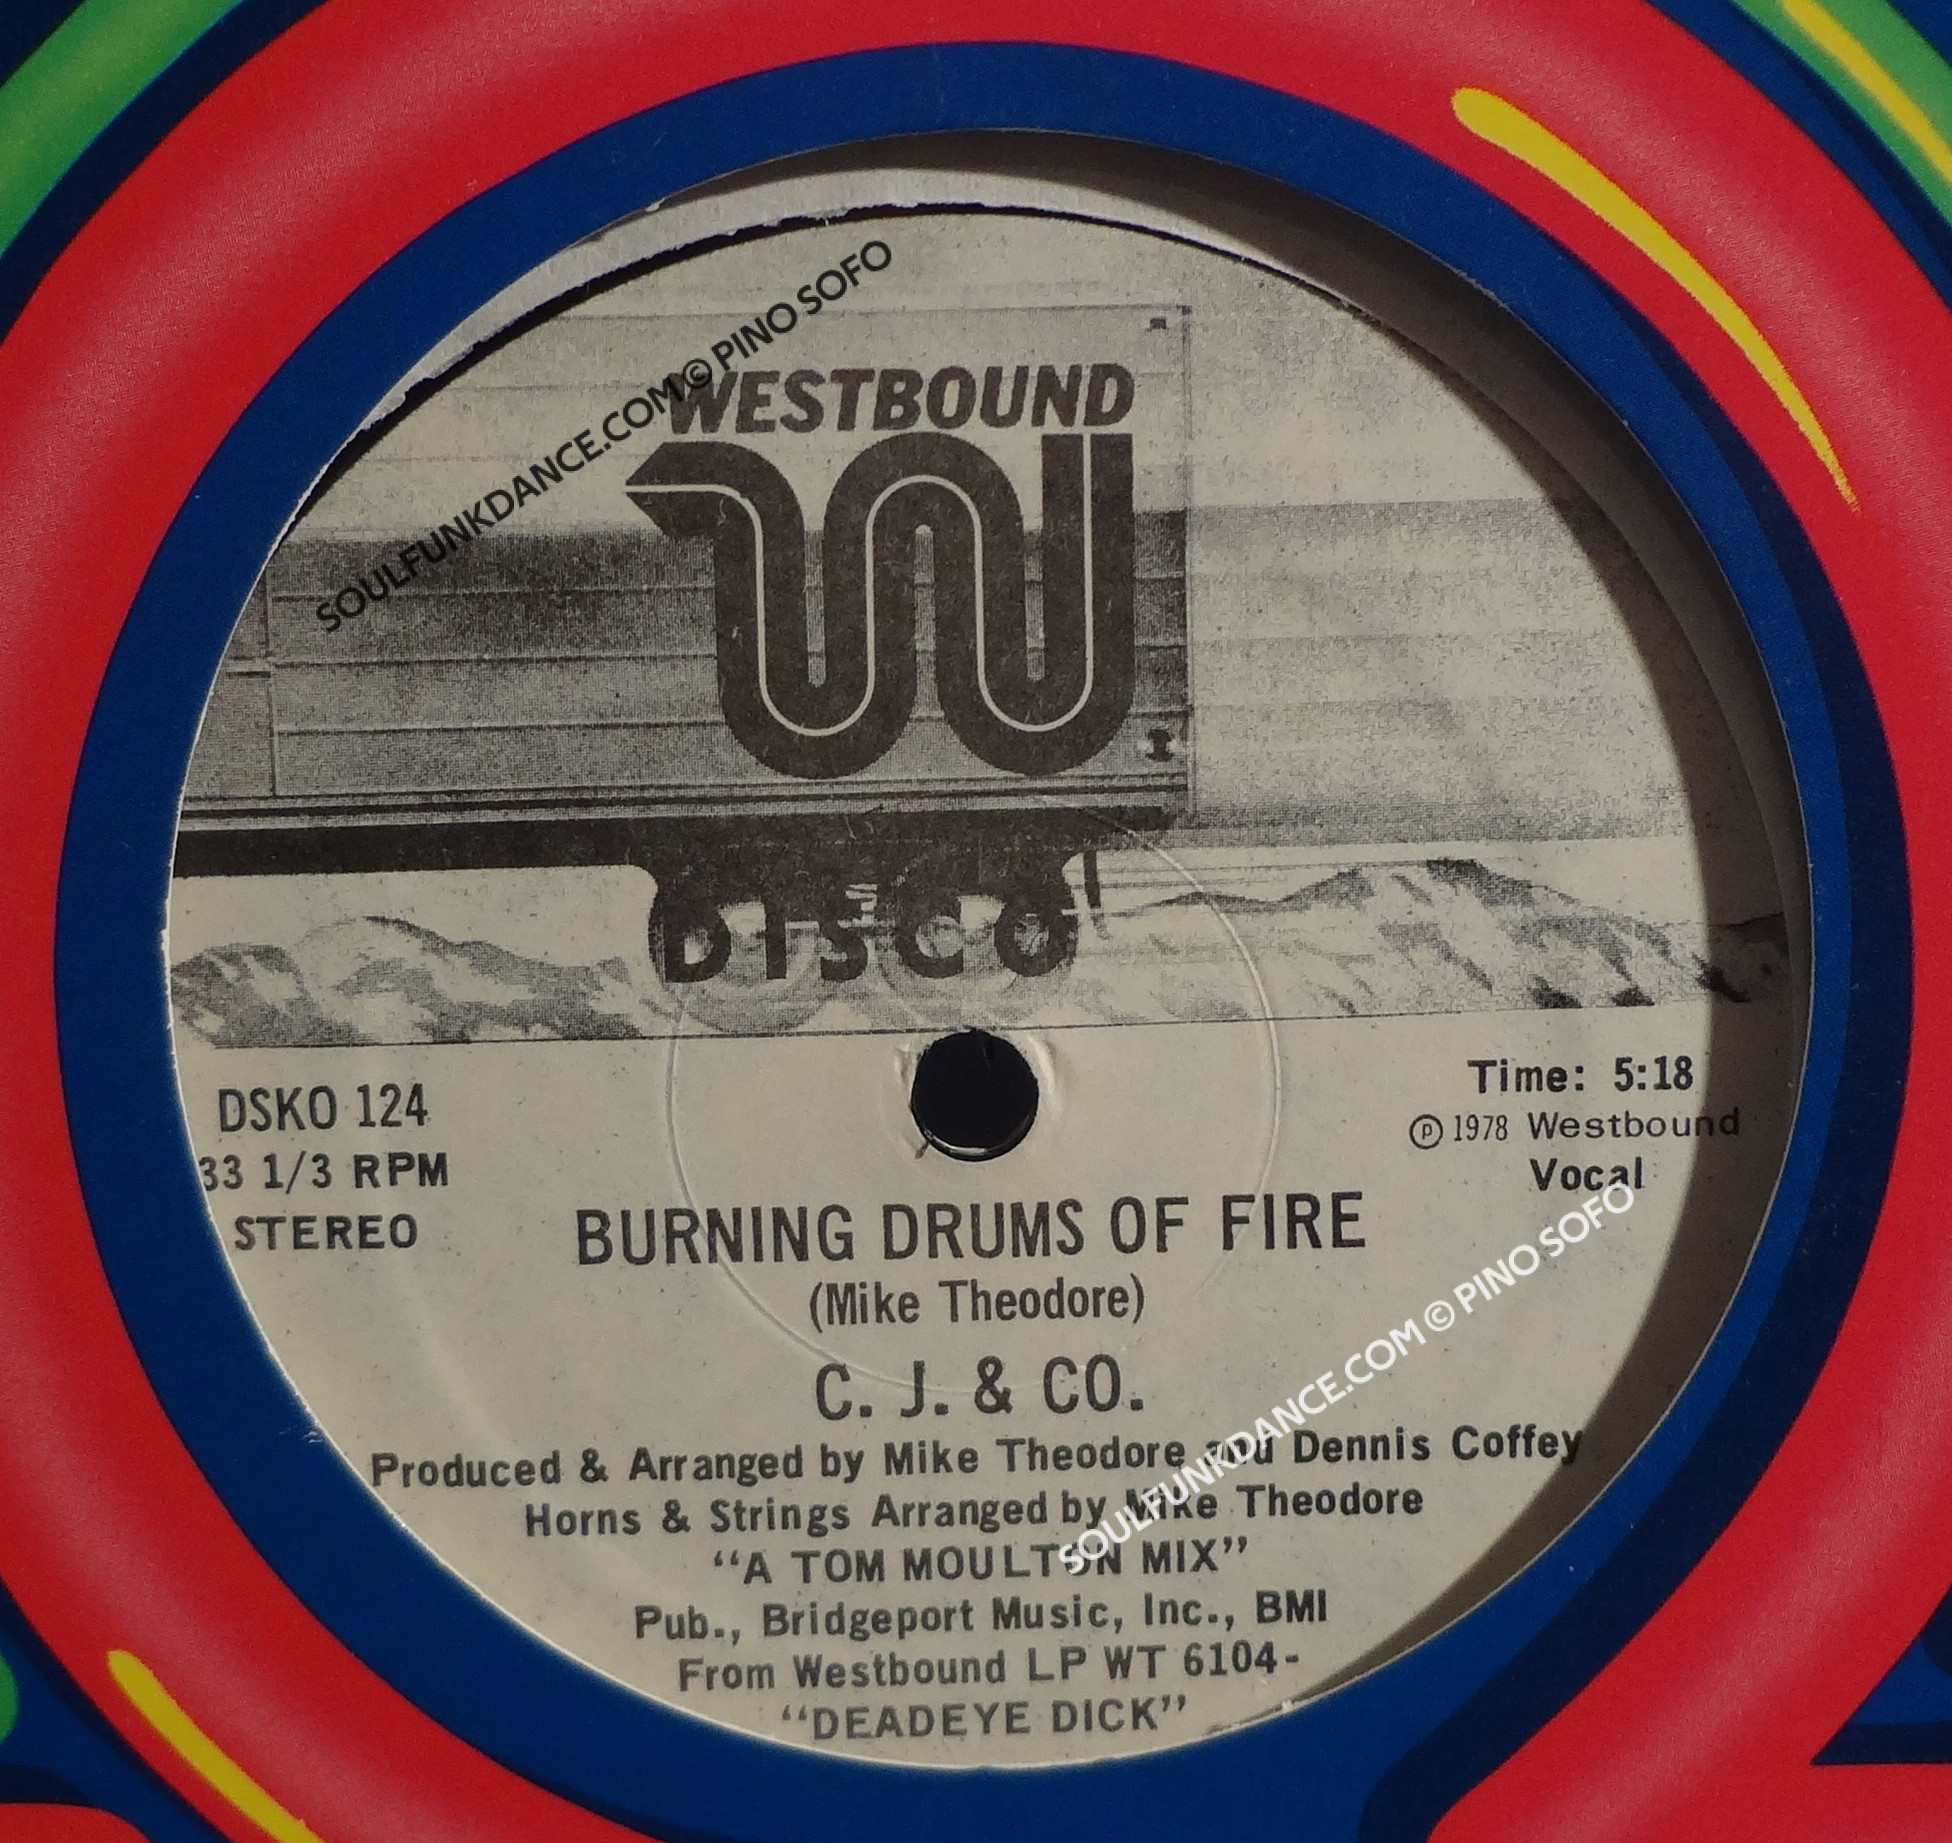 SOULFUNKDANCE.COM © PINO SOFO
WESTBOUND
DISCO
DSKO 124
33 1/3 RPM
STEREO
Time: 5:18
℗ 1978 Westbound
Vocal
BURNING DRUMS OF FIRE
(Mike Theodore)
C. J. & CO.
Produced & Arranged by Mike Theodore and Dennis Coffey
Horns & Strings Arranged by Mike Theodore
“A TOM MOULTON MIX”
Pub., Bridgeport Music, Inc., BMI
From Westbound LP WT 6104-
“DEADEYE DICK”
SOULFUNKDANCE.COM © PINO SOFO